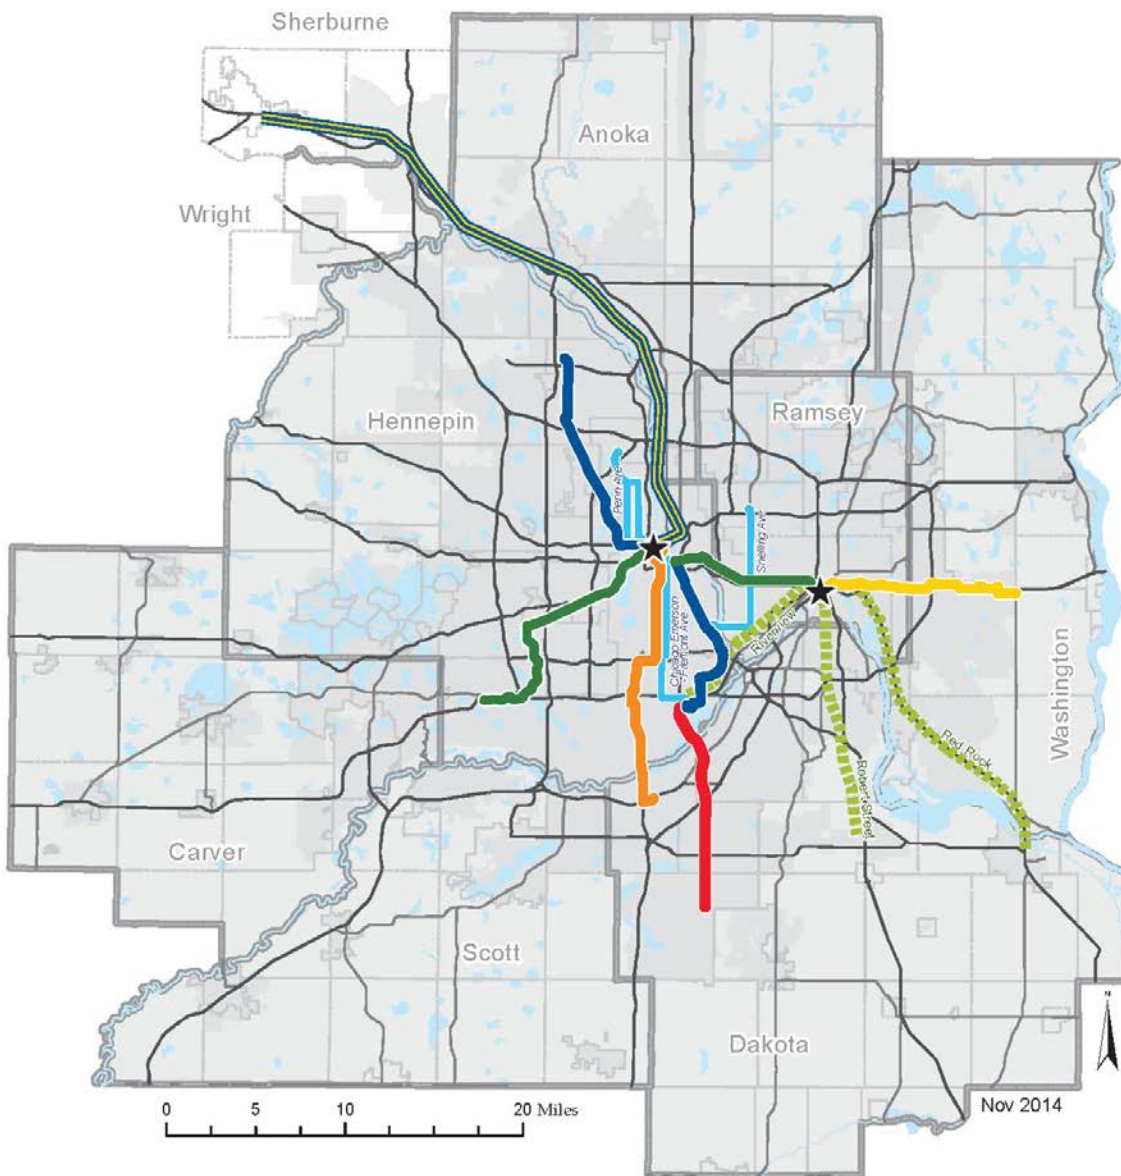 Sherburne
Anoka
Wright
Hennepin
Ramsey
Penn Ave
Snelling Ave
Chicago Emerson
- Fremont Ave
Riverview
Washington
Red Rock
Robert Street
Carver
Scott
Dakota
N
Nov 2014
0 5 10 20 Miles